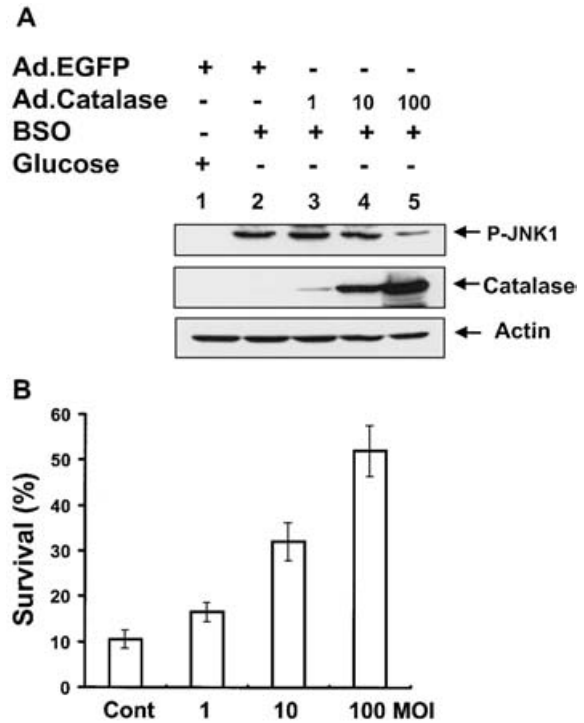 A
Ad.EGFP + + - - -
Ad.Catalase - - 1 10 100
BSO - + + + +
Glucose + - - - -
1 2 3 4 5
P-JNK1
Catalase
Actin
B
Survival (%)
60
50
40
30
20
10
0
Cont 1 10 100 MOI